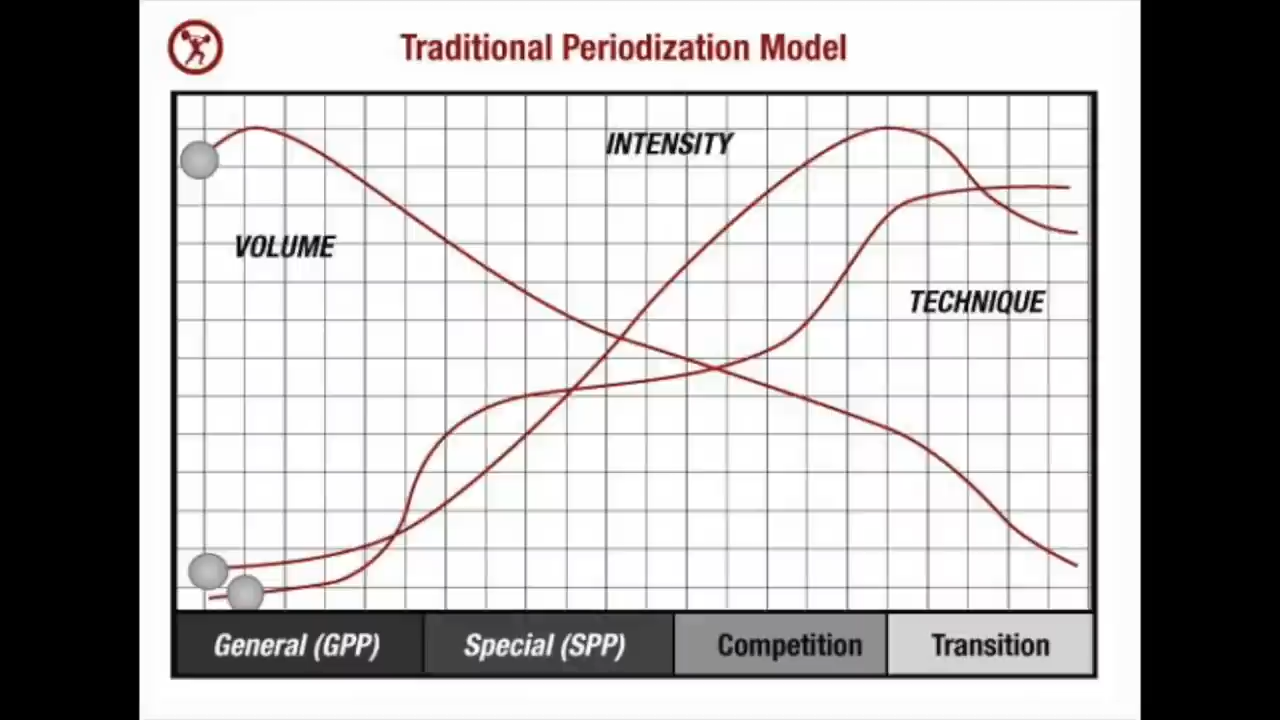 Traditional Periodization Model
INTENSITY
VOLUME
TECHNIQUE
General (GPP)
Special (SPP)
Competition
Transition